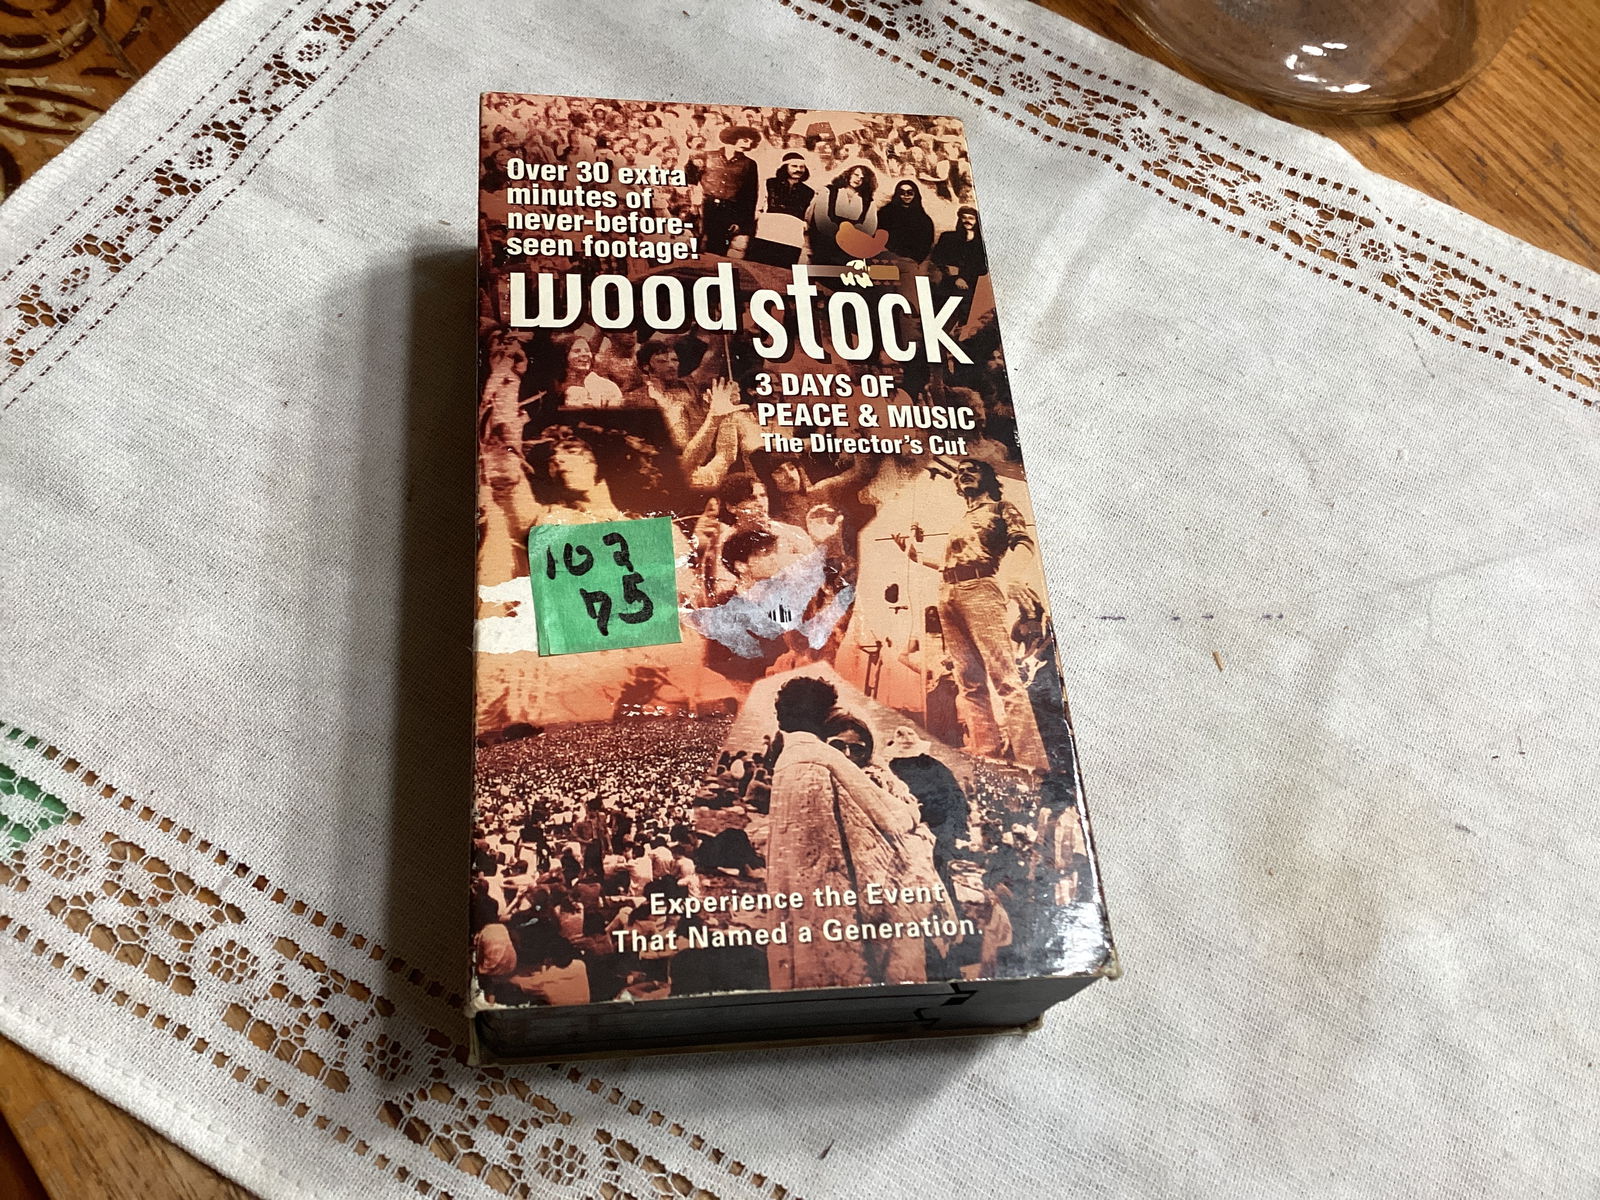 Over 30 extra
minutes of
never-before-
seen footage!
woodstock
3 DAYS OF
PEACE & MUSIC
The Director's Cut
75
Experience the Event
That Named a Generation.